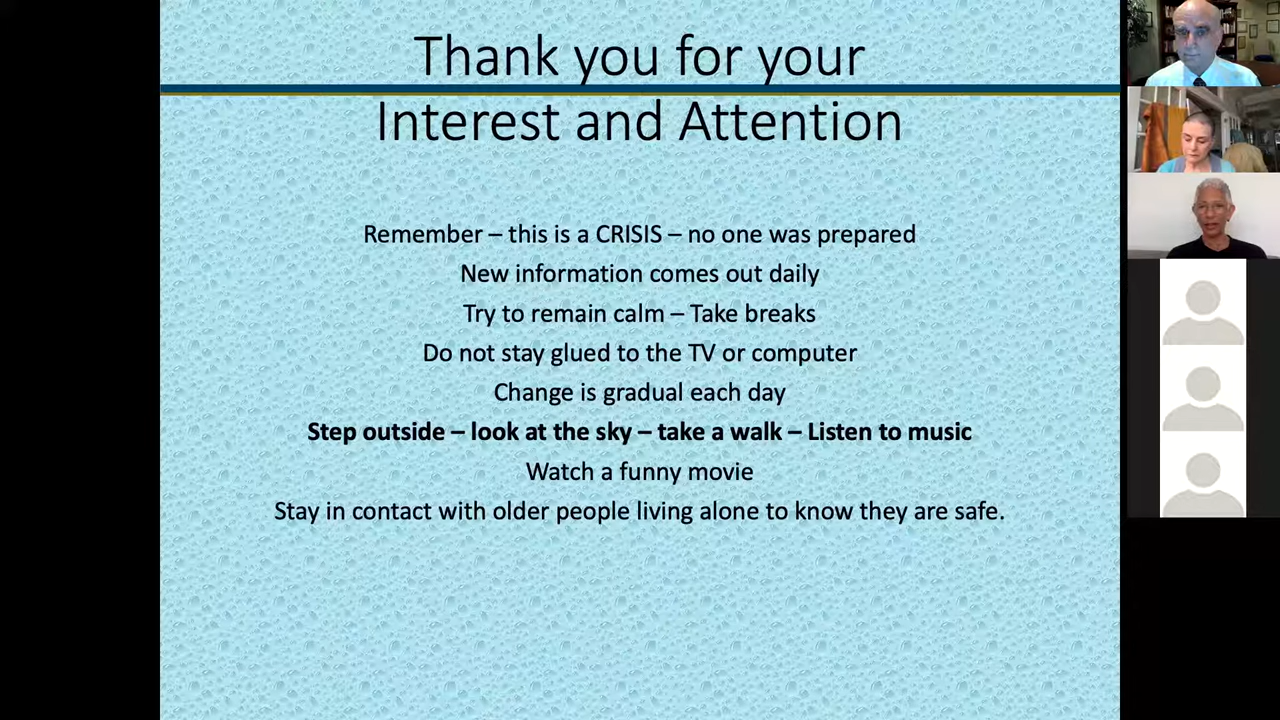 Thank you for your
Interest and Attention
Remember – this is a CRISIS – no one was prepared
New information comes out daily
Try to remain calm – Take breaks
Do not stay glued to the TV or computer
Change is gradual each day
Step outside – look at the sky – take a walk – Listen to music
Watch a funny movie
Stay in contact with older people living alone to know they are safe.